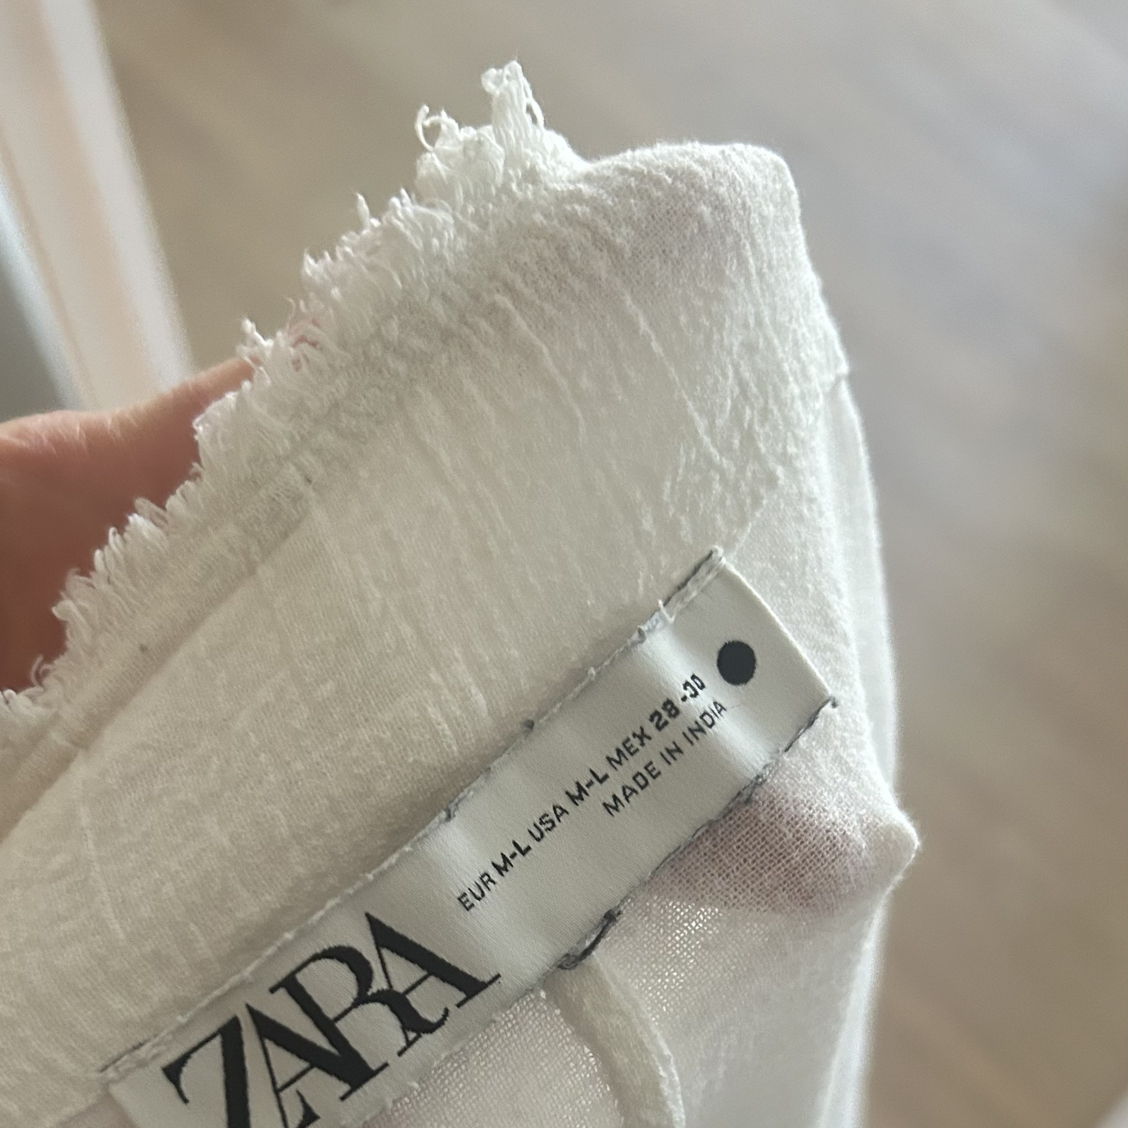 ZARA
EUR M-L USA M-L MEX 28-30
MADE IN INDIA